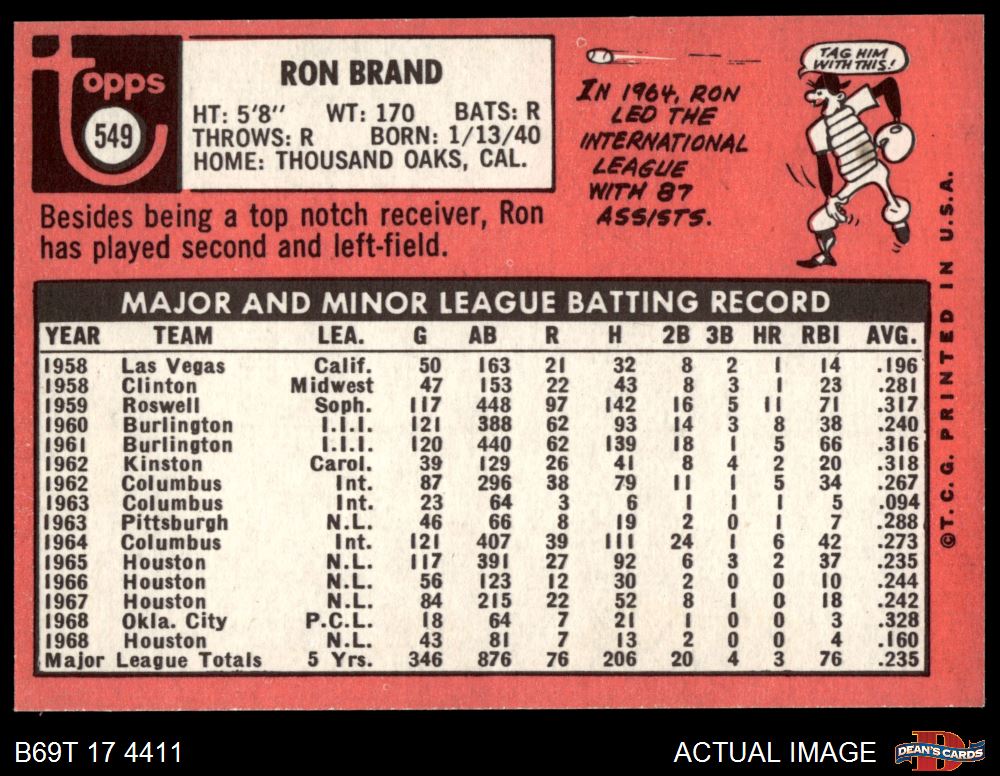 topps
549
RON BRAND
HT: 5'8" WT: 170 BATS: R
THROWS: R BORN: 1/13/40
HOME: THOUSAND OAKS, CAL.
IN 1964, RON
LED THE
INTERNATIONAL
LEAGUE
WITH 87
ASSISTS.
TAG HIM
WITH THIS!
Besides being a top notch receiver, Ron
has played second and left-field.
MAJOR AND MINOR LEAGUE BATTING RECORD
YEAR TEAM LEA. G AB R H 2B 3B HR RBI AVG.
1958 Las Vegas Calif. 50 163 21 32 8 2 1 14 .196
1958 Clinton Midwest 47 153 22 43 8 3 1 23 .281
1959 Roswell Soph. 117 448 97 142 16 5 11 71 .317
1960 Burlington I.I.I. 121 388 62 93 14 3 8 38 .240
1961 Burlington I.I.I. 120 440 62 139 18 1 5 66 .316
1962 Kinston Carol. 39 129 26 41 8 4 2 20 .318
1962 Columbus Int. 87 296 38 79 11 1 5 34 .267
1963 Columbus Int. 23 64 3 6 1 1 1 5 .094
1963 Pittsburgh N.L. 46 66 8 19 2 0 1 7 .288
1964 Columbus Int. 121 407 39 111 24 1 6 42 .273
1965 Houston N.L. 117 391 27 92 6 3 2 37 .235
1966 Houston N.L. 56 123 12 30 2 0 0 10 .244
1967 Houston N.L. 84 215 22 52 8 1 0 18 .242
1968 Okla. City P.C.L. 18 64 7 21 1 0 0 3 .328
1968 Houston N.L. 43 81 7 13 2 0 0 4 .160
Major League Totals 5 Yrs. 346 876 76 206 20 4 3 76 .235
©T.C.G. PRINTED IN U.S.A.
B69T 17 4411
ACTUAL IMAGE
D
DEAN'S CARDS